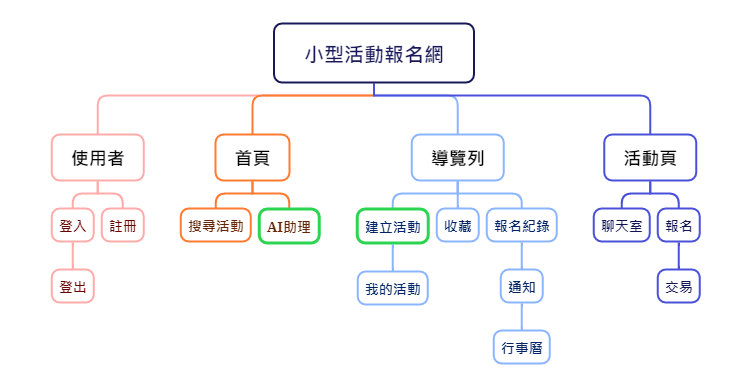 小型活動報名網
使用者
首頁
導覽列
活動頁
登入
註冊
搜尋活動
AI助理
建立活動
收藏
報名紀錄
聊天室
報名
登出
我的活動
通知
交易
行事曆